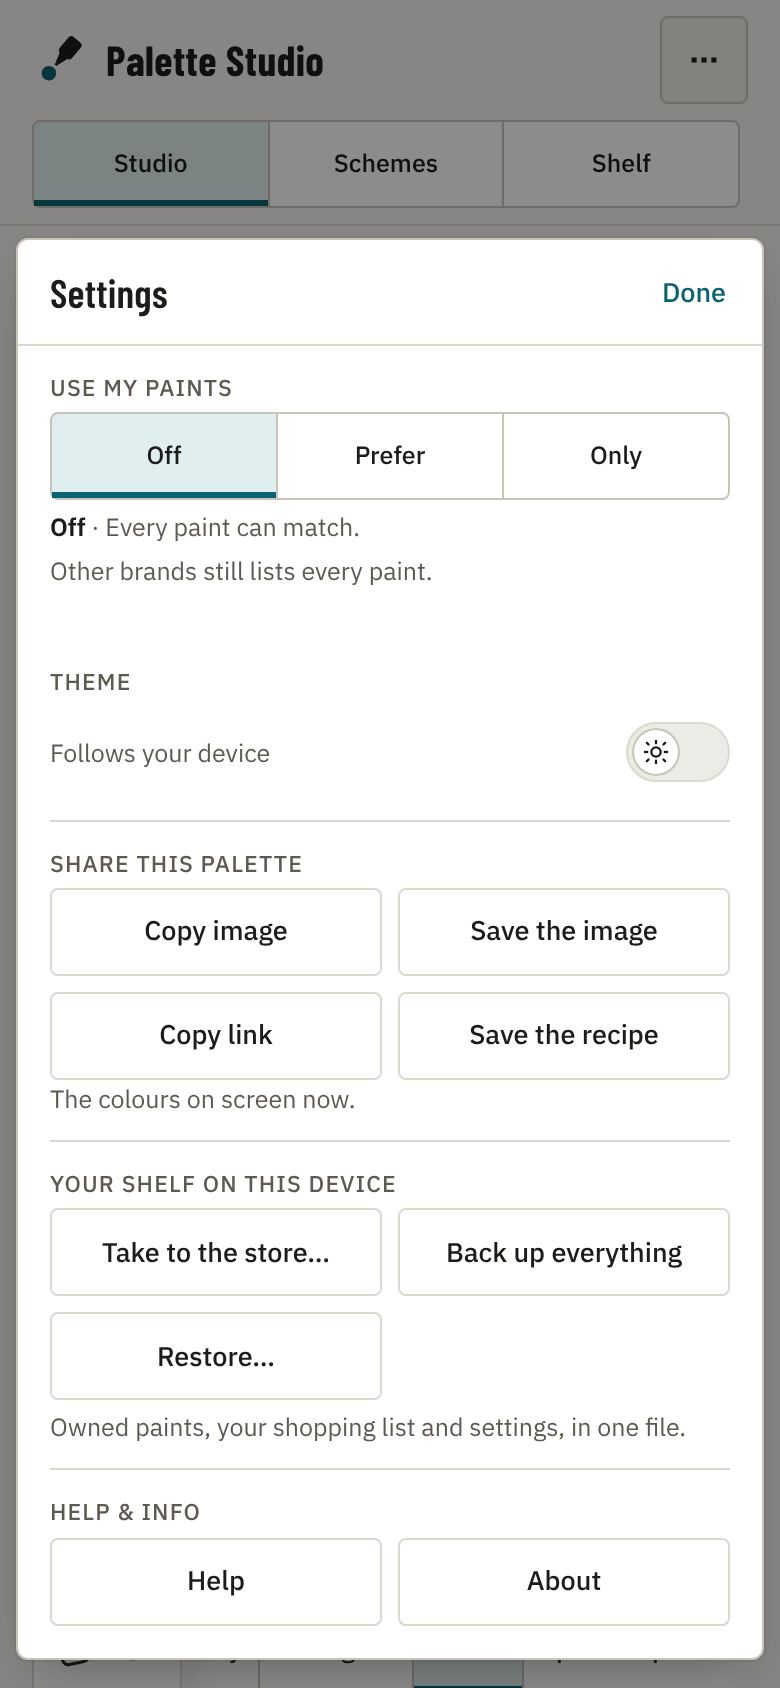 Palette Studio
...
Studio Schemes Shelf
Settings Done
USE MY PAINTS
Off Prefer Only
Off · Every paint can match.
Other brands still lists every paint.
THEME
Follows your device
SHARE THIS PALETTE
Copy image Save the image
Copy link Save the recipe
The colours on screen now.
YOUR SHELF ON THIS DEVICE
Take to the store... Back up everything
Restore...
Owned paints, your shopping list and settings, in one file.
HELP & INFO
Help About